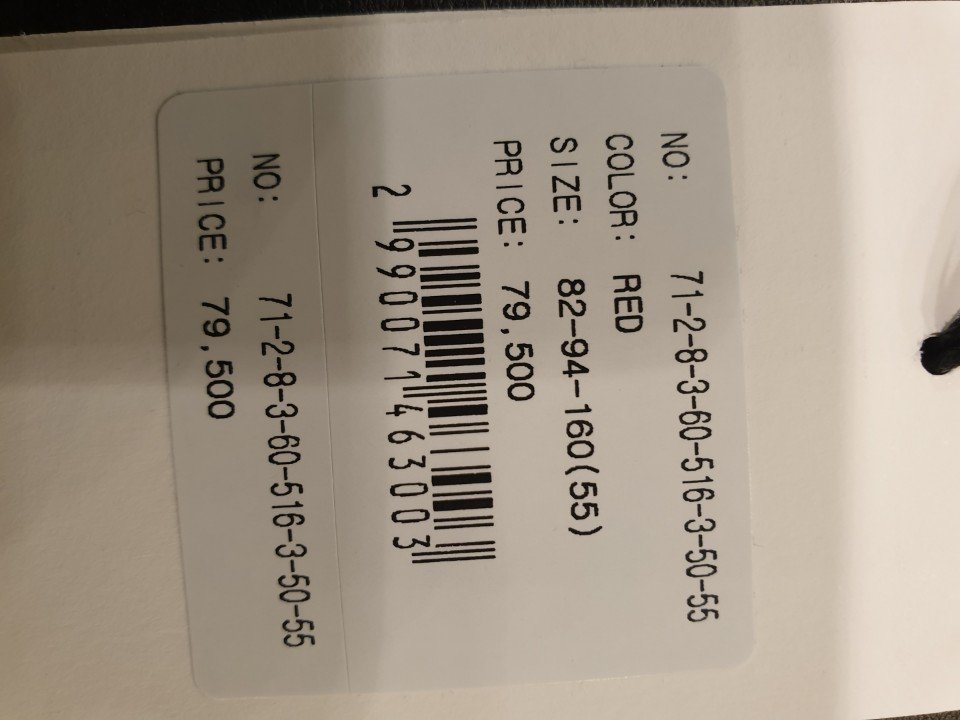 NO: 71-2-8-3-60-516-3-50-55
COLOR: RED
SIZE: 82-94-160(55)
PRICE: 79,500
2 990071 463003
NO: 71-2-8-3-60-516-3-50-55
PRICE: 79,500